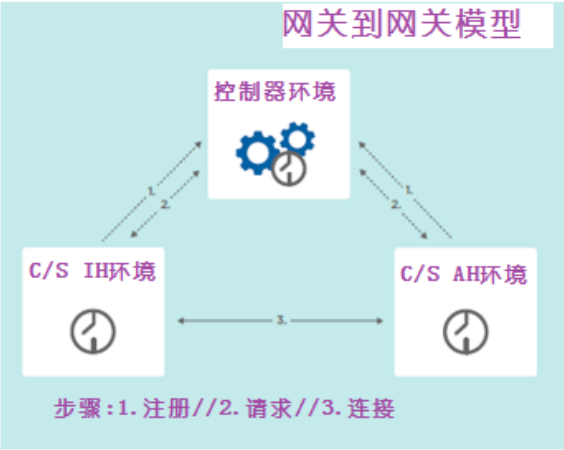 网关到网关模型
控制器环境
1.
2.
1.
2.
C/S IH环境
C/S AH环境
3.
步骤:1.注册//2.请求//3.连接